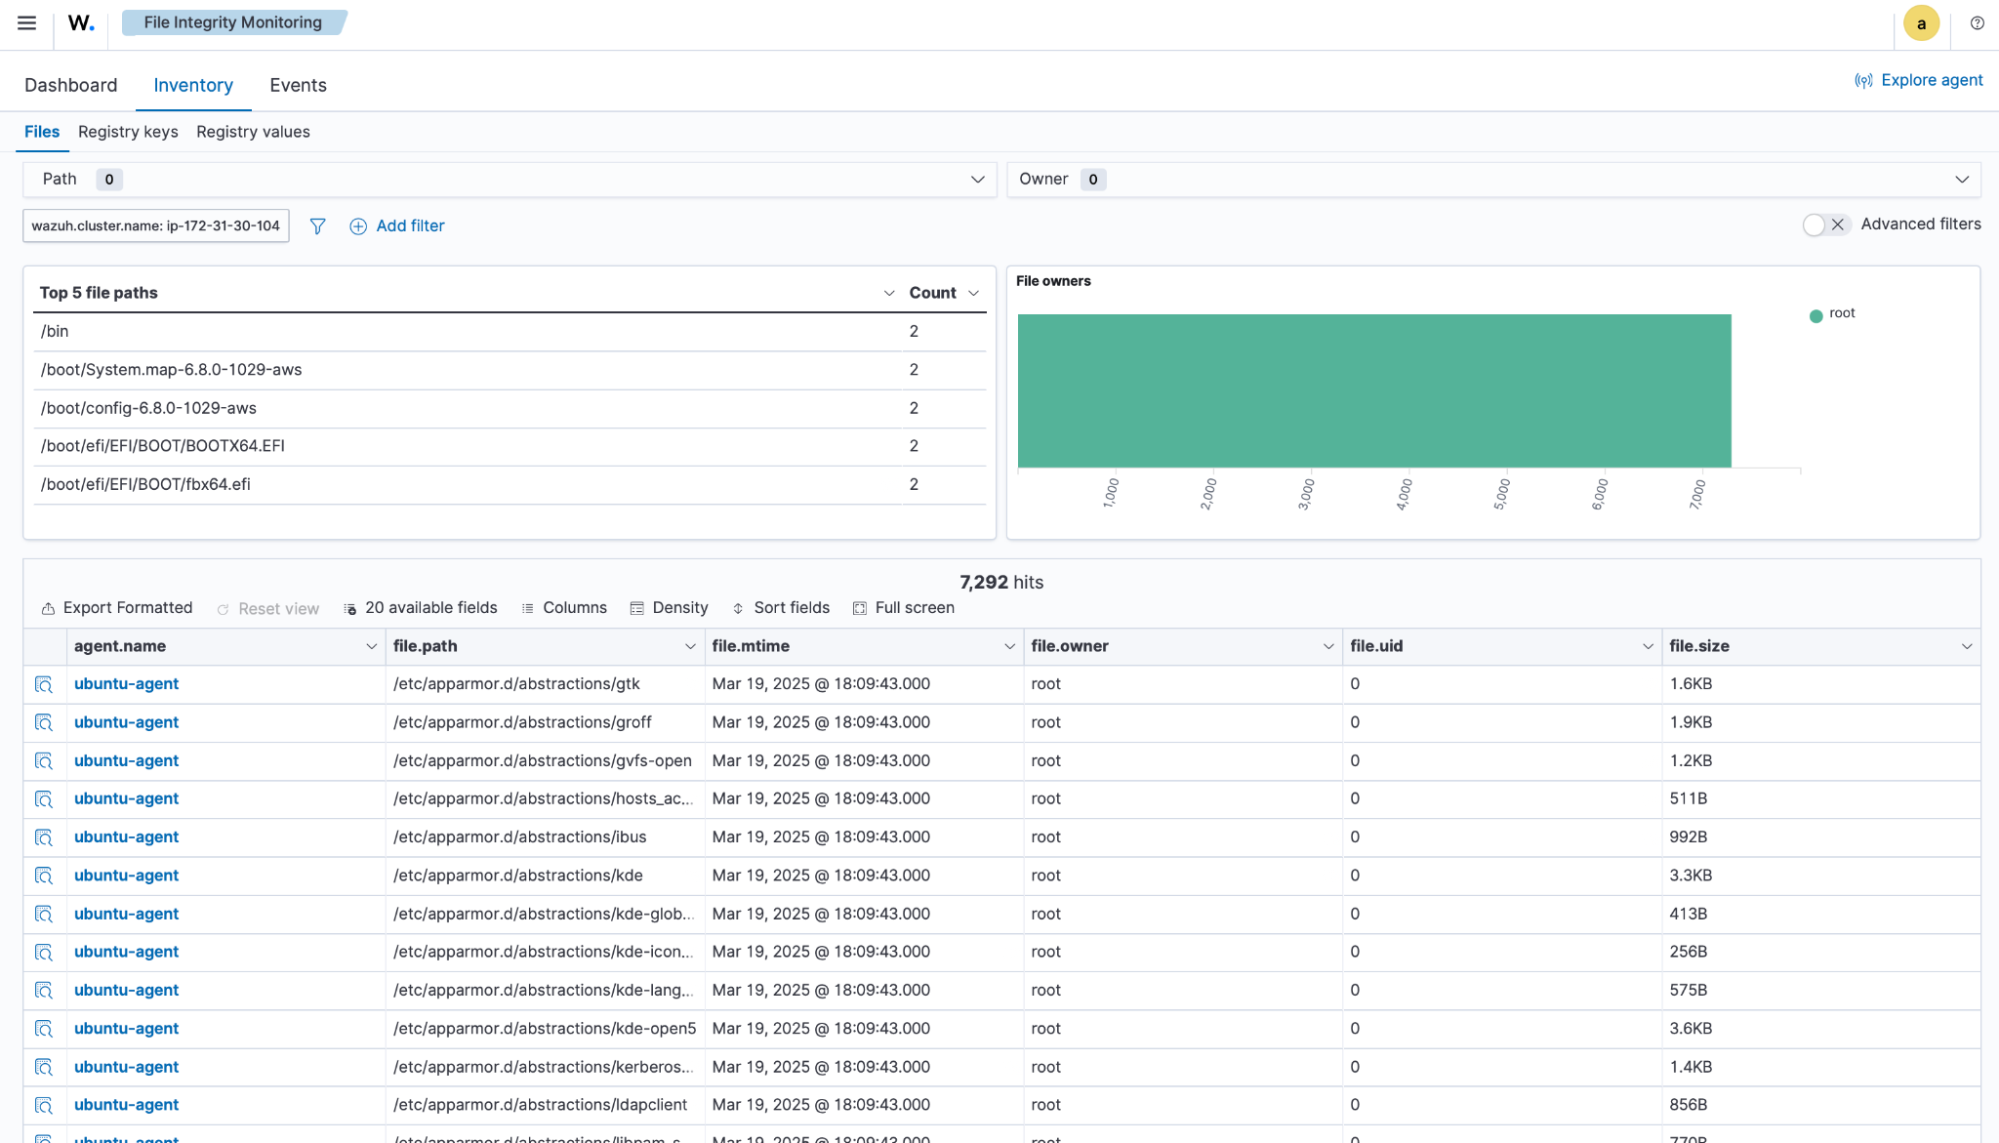 W. File Integrity Monitoring a
Dashboard Inventory Events Explore agent
Files Registry keys Registry values
Path 0 Owner 0
wazuh.cluster.name: ip-172-31-30-104 Add filter Advanced filters
Top 5 file paths Count
/bin 2
/boot/System.map-6.8.0-1029-aws 2
/boot/config-6.8.0-1029-aws 2
/boot/efi/EFI/BOOT/BOOTX64.EFI 2
/boot/efi/EFI/BOOT/fbx64.efi 2
File owners
root
1,000 2,000 3,000 4,000 5,000 6,000 7,000
7,292 hits
Export Formatted Reset view 20 available fields Columns Density Sort fields Full screen
agent.name file.path file.mtime file.owner file.uid file.size
ubuntu-agent /etc/apparmor.d/abstractions/gtk Mar 19, 2025 @ 18:09:43.000 root 0 1.6KB
ubuntu-agent /etc/apparmor.d/abstractions/groff Mar 19, 2025 @ 18:09:43.000 root 0 1.9KB
ubuntu-agent /etc/apparmor.d/abstractions/gvfs-open Mar 19, 2025 @ 18:09:43.000 root 0 1.2KB
ubuntu-agent /etc/apparmor.d/abstractions/hosts_ac... Mar 19, 2025 @ 18:09:43.000 root 0 511B
ubuntu-agent /etc/apparmor.d/abstractions/ibus Mar 19, 2025 @ 18:09:43.000 root 0 992B
ubuntu-agent /etc/apparmor.d/abstractions/kde Mar 19, 2025 @ 18:09:43.000 root 0 3.3KB
ubuntu-agent /etc/apparmor.d/abstractions/kde-glob... Mar 19, 2025 @ 18:09:43.000 root 0 413B
ubuntu-agent /etc/apparmor.d/abstractions/kde-icon... Mar 19, 2025 @ 18:09:43.000 root 0 256B
ubuntu-agent /etc/apparmor.d/abstractions/kde-lang... Mar 19, 2025 @ 18:09:43.000 root 0 575B
ubuntu-agent /etc/apparmor.d/abstractions/kde-open5 Mar 19, 2025 @ 18:09:43.000 root 0 3.6KB
ubuntu-agent /etc/apparmor.d/abstractions/kerberos... Mar 19, 2025 @ 18:09:43.000 root 0 1.4KB
ubuntu-agent /etc/apparmor.d/abstractions/ldapclient Mar 19, 2025 @ 18:09:43.000 root 0 856B
ubuntu-agent /etc/apparmor.d/abstractions/libpam-s... Mar 19, 2025 @ 18:09:43.000 root 0 770B